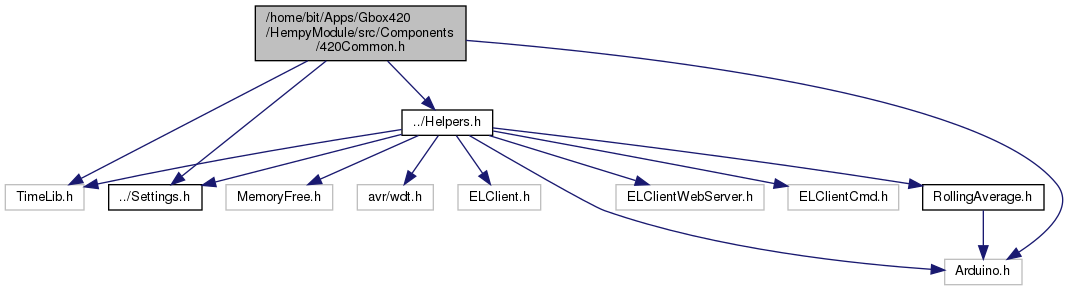 /home/bit/Apps/Gbox420
/HempyModule/src/Components
/420Common.h
../Helpers.h
TimeLib.h
../Settings.h
MemoryFree.h
avr/wdt.h
ELClient.h
ELClientWebServer.h
ELClientCmd.h
RollingAverage.h
Arduino.h